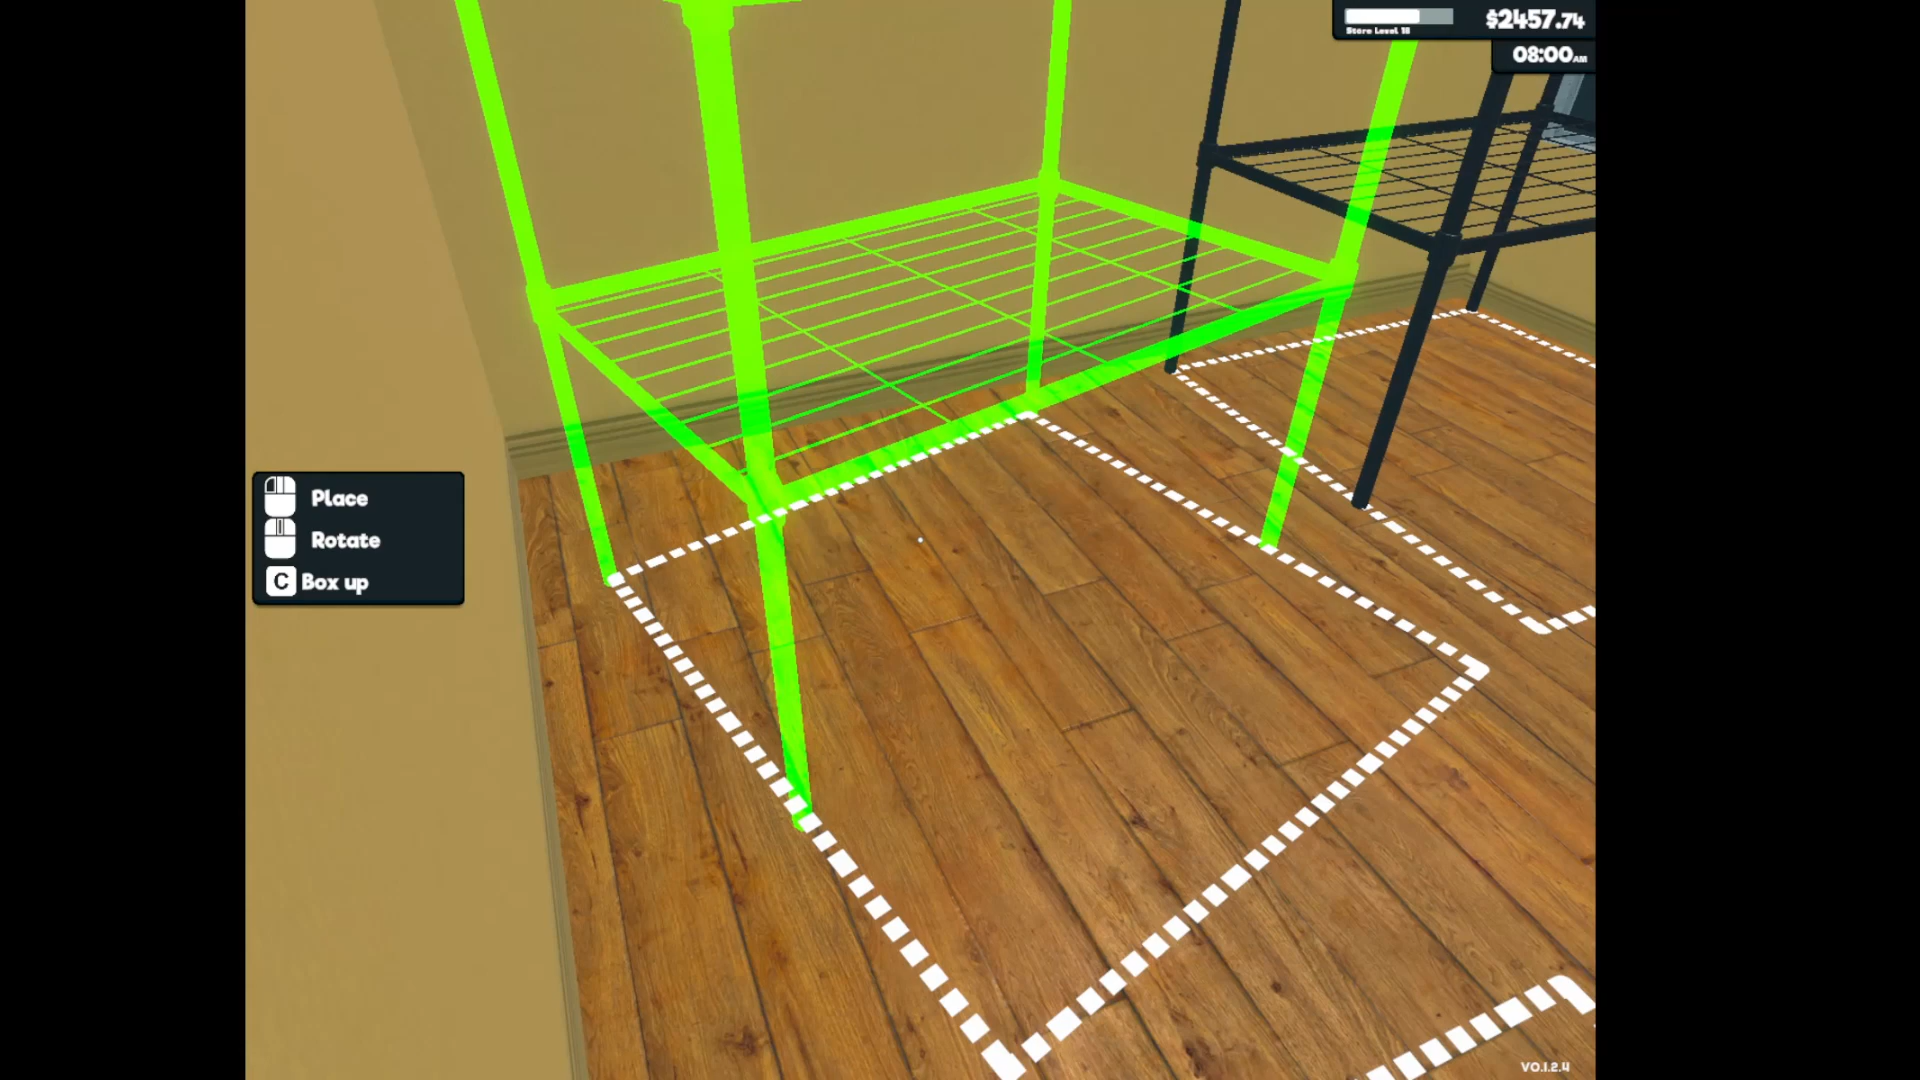 $2457.74
Store Level 18
08:00AM
Place
Rotate
C Box up
V0.1.2.4